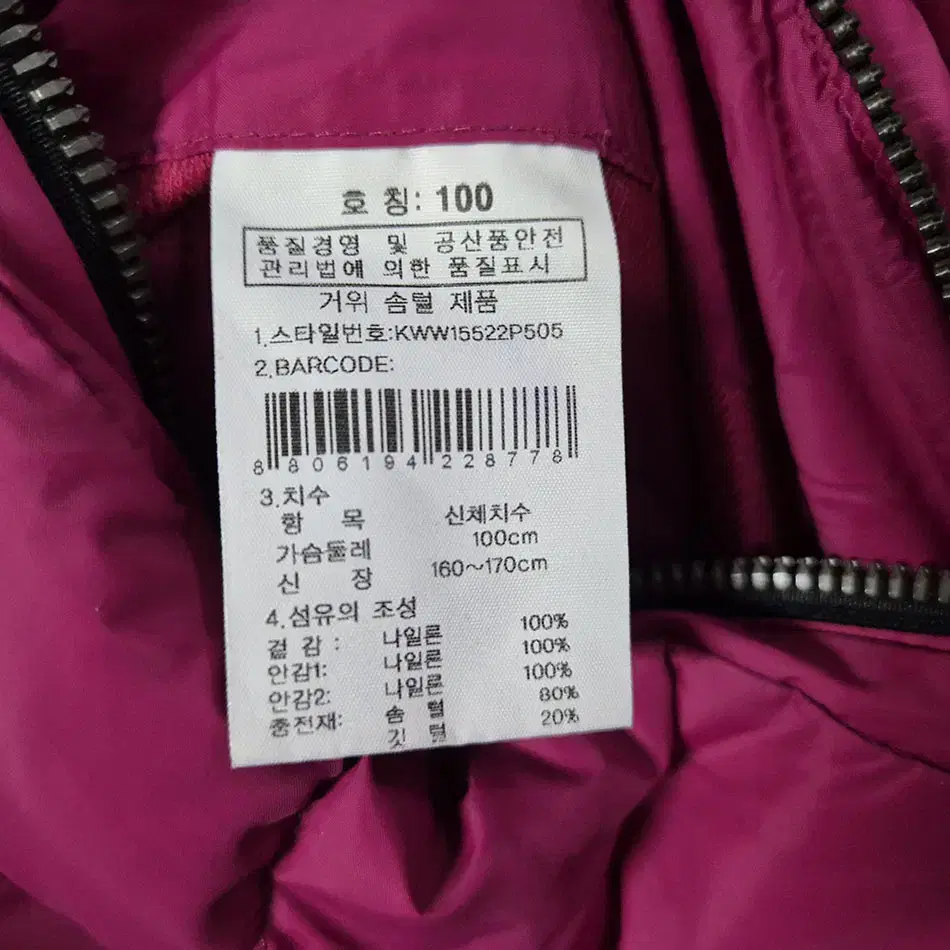 호 칭: 100
품질경영 및 공산품안전
관리법에 의한 품질표시
거위 솜털 제품
1.스타일번호:KWW15522P505
2.BARCODE:
8 806194 228778
3.치수
항 목 신체치수
가슴둘레 100cm
신 장 160~170cm
4.섬유의 조성
겉 감 : 나일론 100%
안감1: 나일론 100%
안감2: 나일론 100%
충전재: 솜 털 80%
깃 털 20%